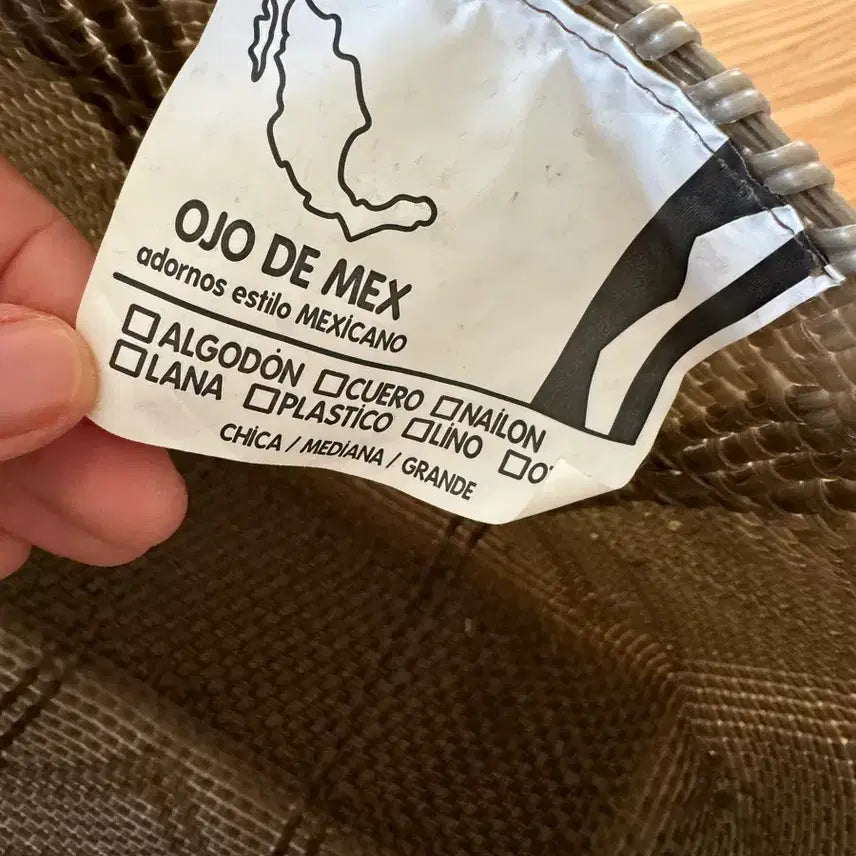 OJO DE MEX
adornos estilo MEXICANO
☐ALGODÓN ☐CUERO ☐NAILON
☐LANA ☐PLASTICO ☐LINO ☐
CHICA / MEDIANA / GRANDE